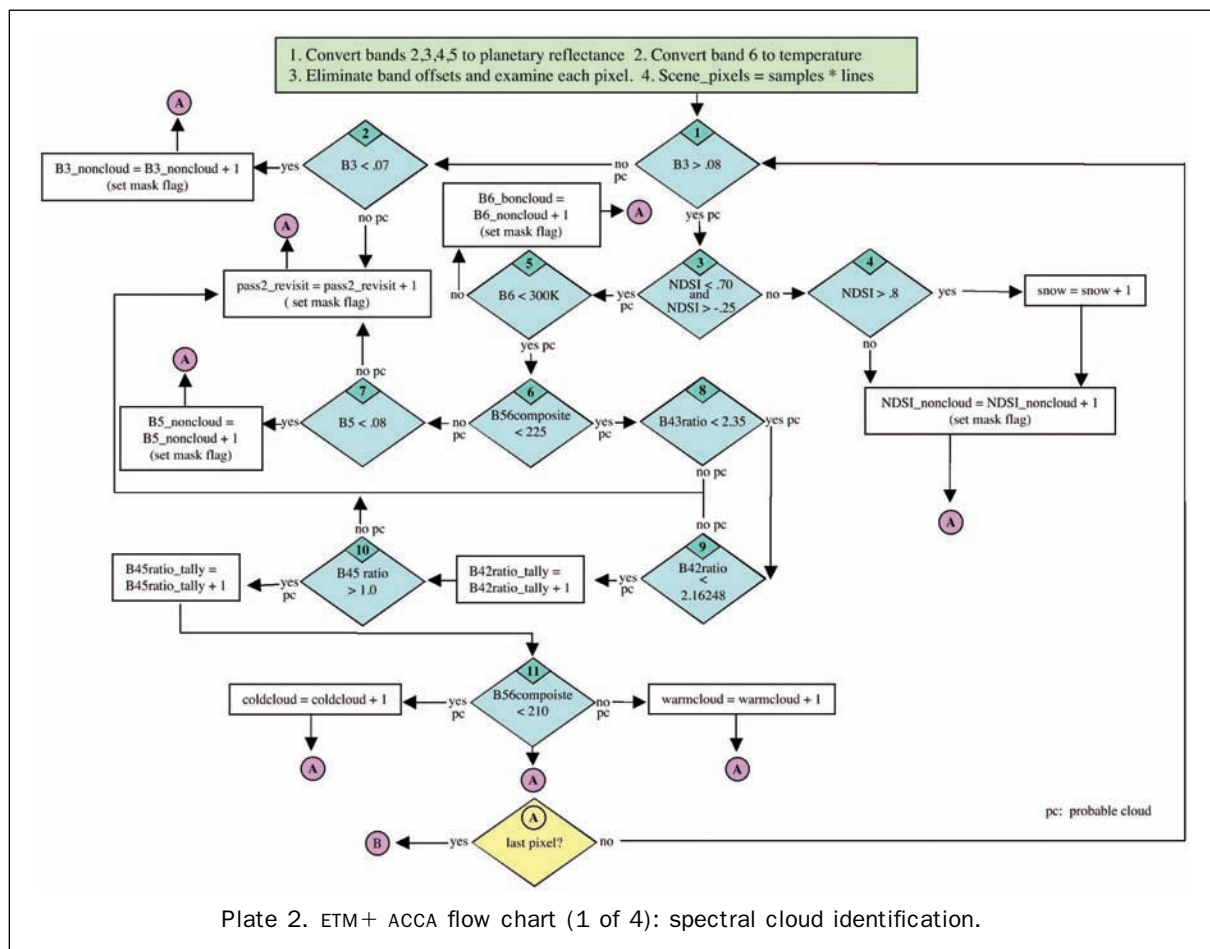 1. Convert bands 2,3,4,5 to planetary reflectance 2. Convert band 6 to temperature
3. Eliminate band offsets and examine each pixel. 4. Scene_pixels = samples * lines
A
2
B3 < .07
1
B3 > .08
yes
no
pc
B3_noncloud = B3_noncloud + 1
(set mask flag)
no pc
yes pc
B6_boncloud =
B6_noncloud + 1
(set mask flag)
A
A
pass2_revisit = pass2_revisit + 1
( set mask flag)
5
B6 < 300K
no
yes
pc
3
NDSI < .70
and
NDSI > -.25
no
4
NDSI > .8
yes
snow = snow + 1
no
yes pc
no pc
A
7
B5 < .08
yes
B5_noncloud =
B5_noncloud + 1
(set mask flag)
no
pc
6
B56composite
< 225
yes
pc
8
B43ratio < 2.35
yes pc
NDSI_noncloud = NDSI_noncloud + 1
(set mask flag)
A
no pc
no pc
no pc
10
B45 ratio
> 1.0
yes
pc
B45ratio_tally =
B45ratio_tally + 1
B42ratio_tally =
B42ratio_tally + 1
yes
pc
9
B42ratio
<
2.16248
11
B56compoiste
< 210
yes
pc
no
pc
coldcloud = coldcloud + 1
warmcloud = warmcloud + 1
A
A
A
A
last pixel?
yes
no
B
pc: probable cloud
Plate 2. ETM+ ACCA flow chart (1 of 4): spectral cloud identification.